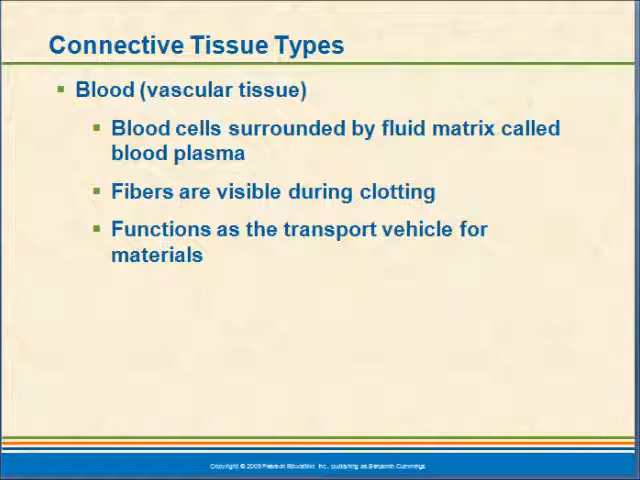 Connective Tissue Types
Blood (vascular tissue)
Blood cells surrounded by fluid matrix called
blood plasma
Fibers are visible during clotting
Functions as the transport vehicle for
materials
Copyright © 2009 Pearson Education, Inc., publishing as Benjamin Cummings